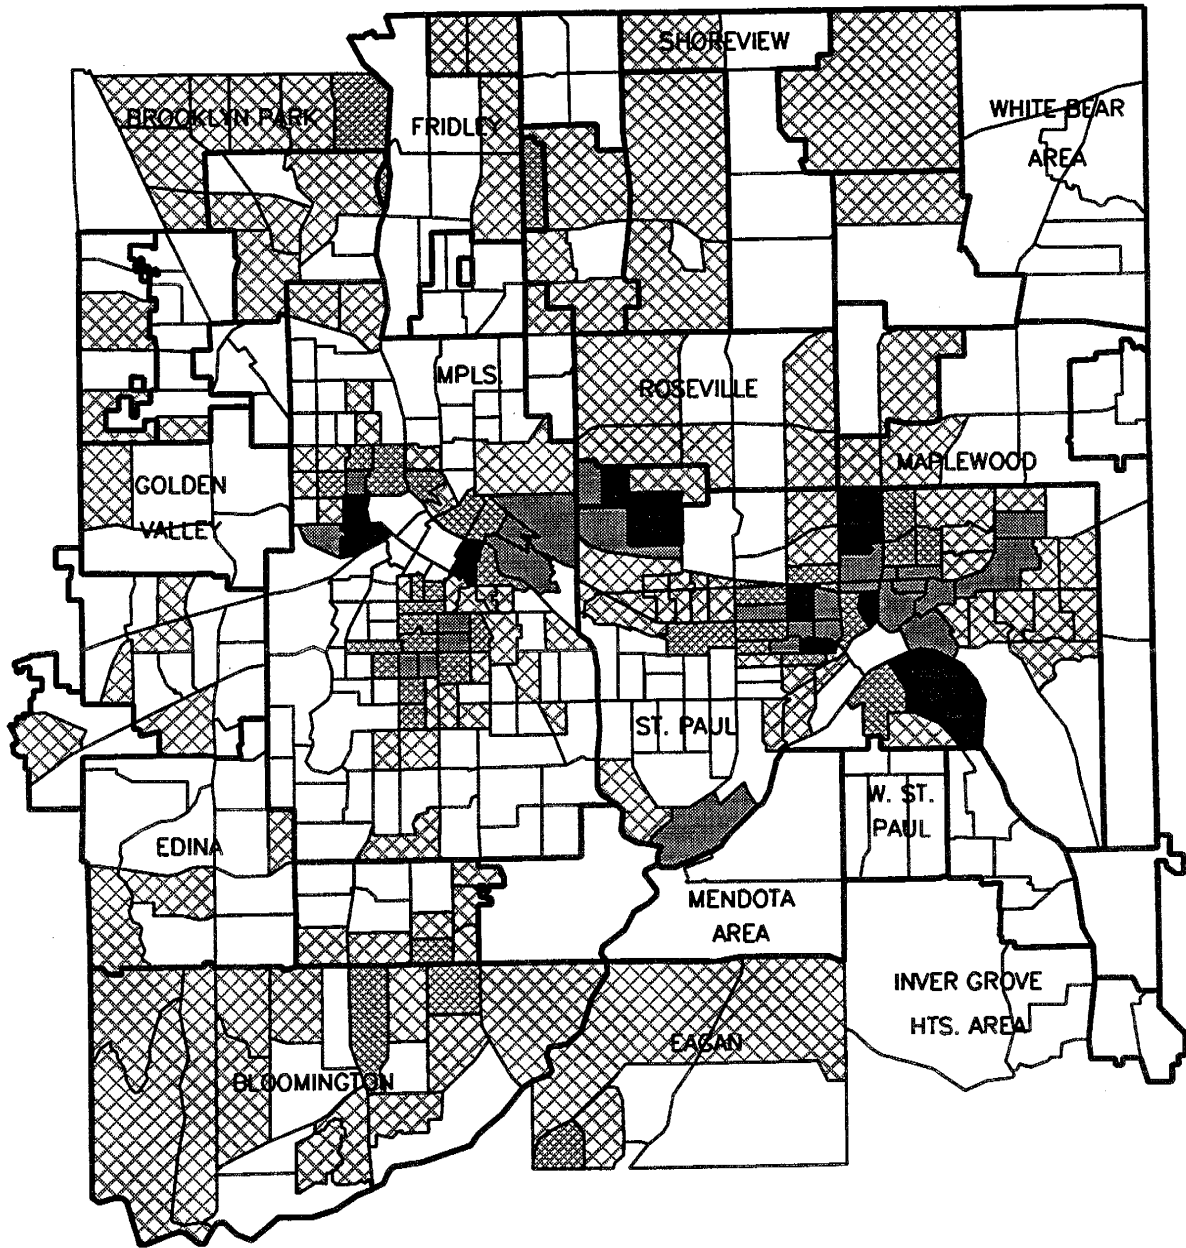 SHOREVIEW
BROOKLYN PARK
FRIDLEY
WHITE BEAR
AREA
MPLS.
ROSEVILLE
MAPLEWOOD
GOLDEN
VALLEY
ST. PAUL
W. ST.
PAUL
EDINA
MENDOTA
AREA
INVER GROVE
HTS. AREA
EAGAN
BLOOMINGTON